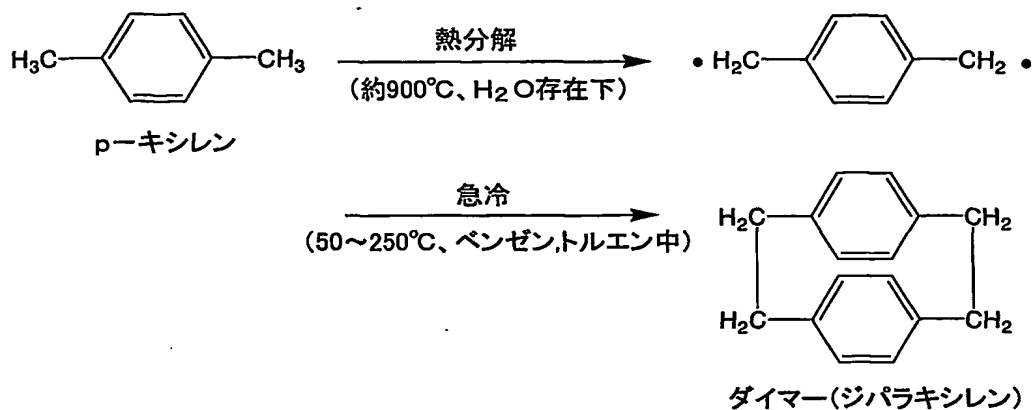 H₃C CH₃
熱分解
(約900℃、H₂O存在下)
• H₂C CH₂ •
p－キシレン
急冷
(50～250℃、ベンゼン,トルエン中)
H₂C CH₂
H₂C CH₂
ダイマー(ジパラキシレン)